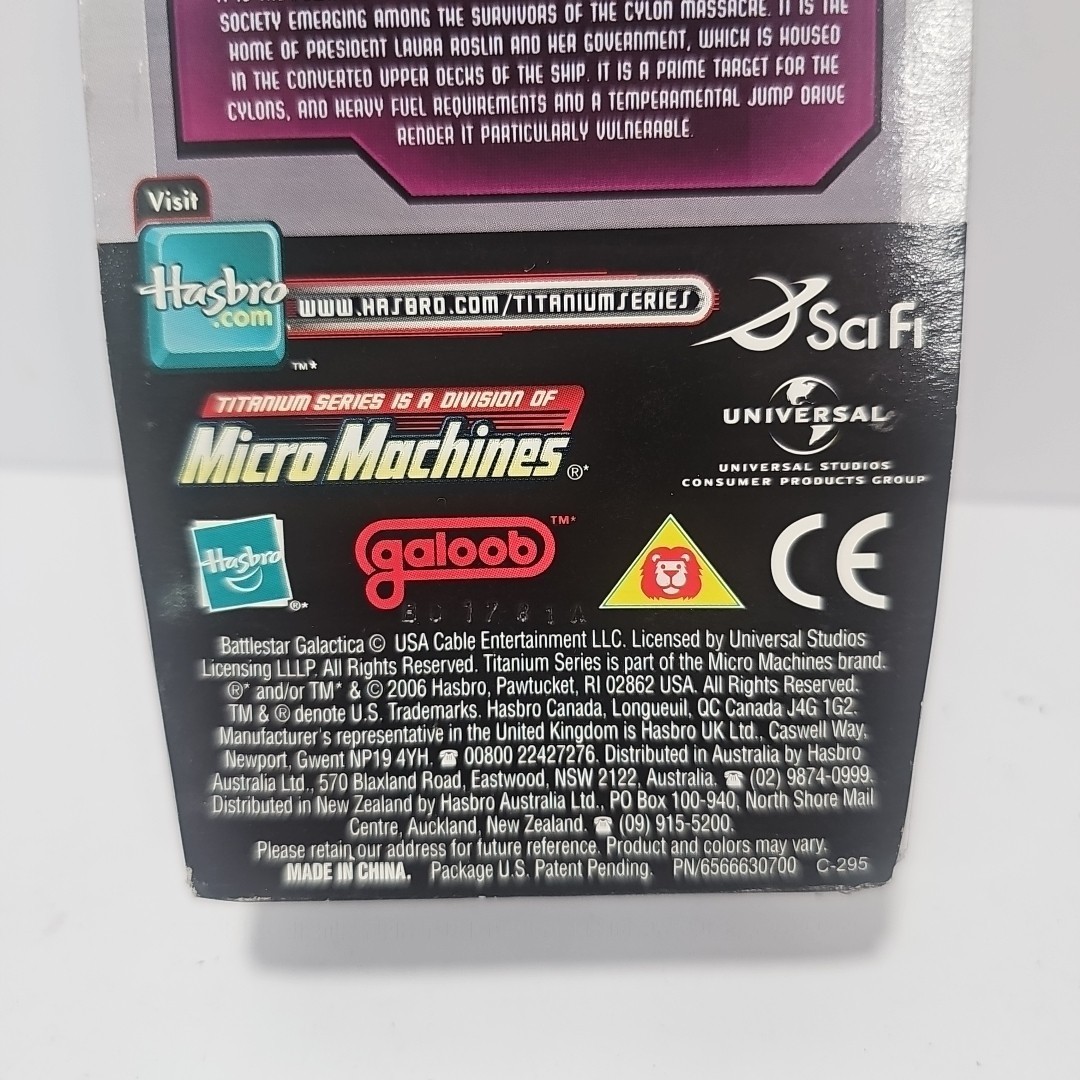 SOCIETY EMERGING AMONG THE SURVIVORS OF THE CYLON MASSACRE. IT IS THE
HOME OF PRESIDENT LAURA ROSLIN AND HER GOVERNMENT, WHICH IS HOUSED
IN THE CONVERTED UPPER DECKS OF THE SHIP. IT IS A PRIME TARGET FOR THE
CYLONS, AND HEAVY FUEL REQUIREMENTS AND A TEMPERAMENTAL JUMP DRIVE
RENDER IT PARTICULARLY VULNERABLE.
Visit
Hasbro
.com
TM*
WWW.HASBRO.COM/TITANIUMSERIES
SCI FI
TITANIUM SERIES IS A DIVISION OF
Micro Machines ®*
UNIVERSAL
UNIVERSAL STUDIOS
CONSUMER PRODUCTS GROUP
Hasbro
®*
galoob TM*
CE
Battlestar Galactica © USA Cable Entertainment LLC. Licensed by Universal Studios
Licensing LLLP. All Rights Reserved. Titanium Series is part of the Micro Machines brand.
®* and/or TM* & © 2006 Hasbro, Pawtucket, RI 02862 USA. All Rights Reserved.
TM & ® denote U.S. Trademarks. Hasbro Canada, Longueuil, QC Canada J4G 1G2.
Manufacturer's representative in the United Kingdom is Hasbro UK Ltd., Caswell Way,
Newport, Gwent NP19 4YH. ☎ 00800 22427276. Distributed in Australia by Hasbro
Australia Ltd., 570 Blaxland Road, Eastwood, NSW 2122, Australia. ☎ (02) 9874-0999.
Distributed in New Zealand by Hasbro Australia Ltd., PO Box 100-940, North Shore Mail
Centre, Auckland, New Zealand. ☎ (09) 915-5200.
Please retain our address for future reference. Product and colors may vary.
MADE IN CHINA. Package U.S. Patent Pending. PN/6566630700 C-295